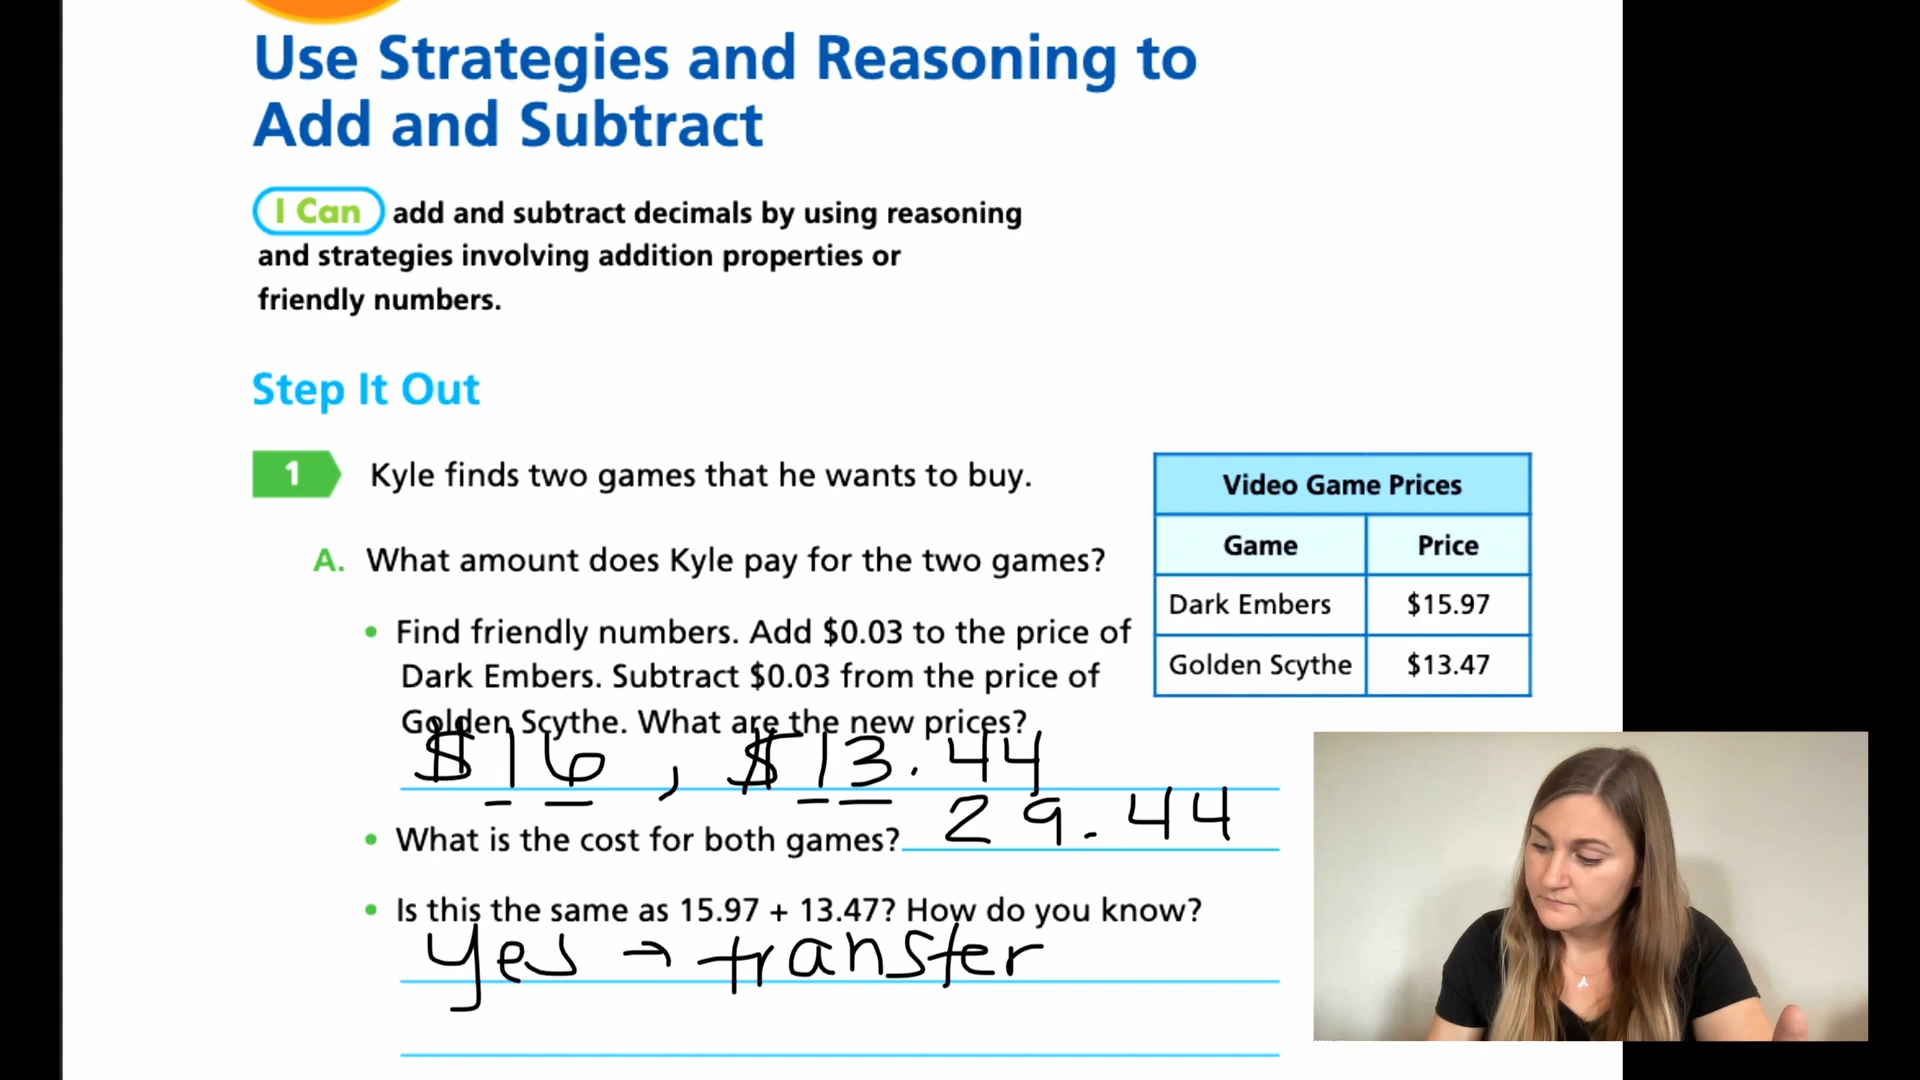 Use Strategies and Reasoning to
Add and Subtract
I Can add and subtract decimals by using reasoning
and strategies involving addition properties or
friendly numbers.
Step It Out
1 Kyle finds two games that he wants to buy.
A. What amount does Kyle pay for the two games?
• Find friendly numbers. Add $0.03 to the price of
Dark Embers. Subtract $0.03 from the price of
Golden Scythe. What are the new prices?
$16, $13.44
• What is the cost for both games? 29.44
• Is this the same as 15.97 + 13.47? How do you know?
yes → transfer
Video Game Prices
Game Price
Dark Embers $15.97
Golden Scythe $13.47